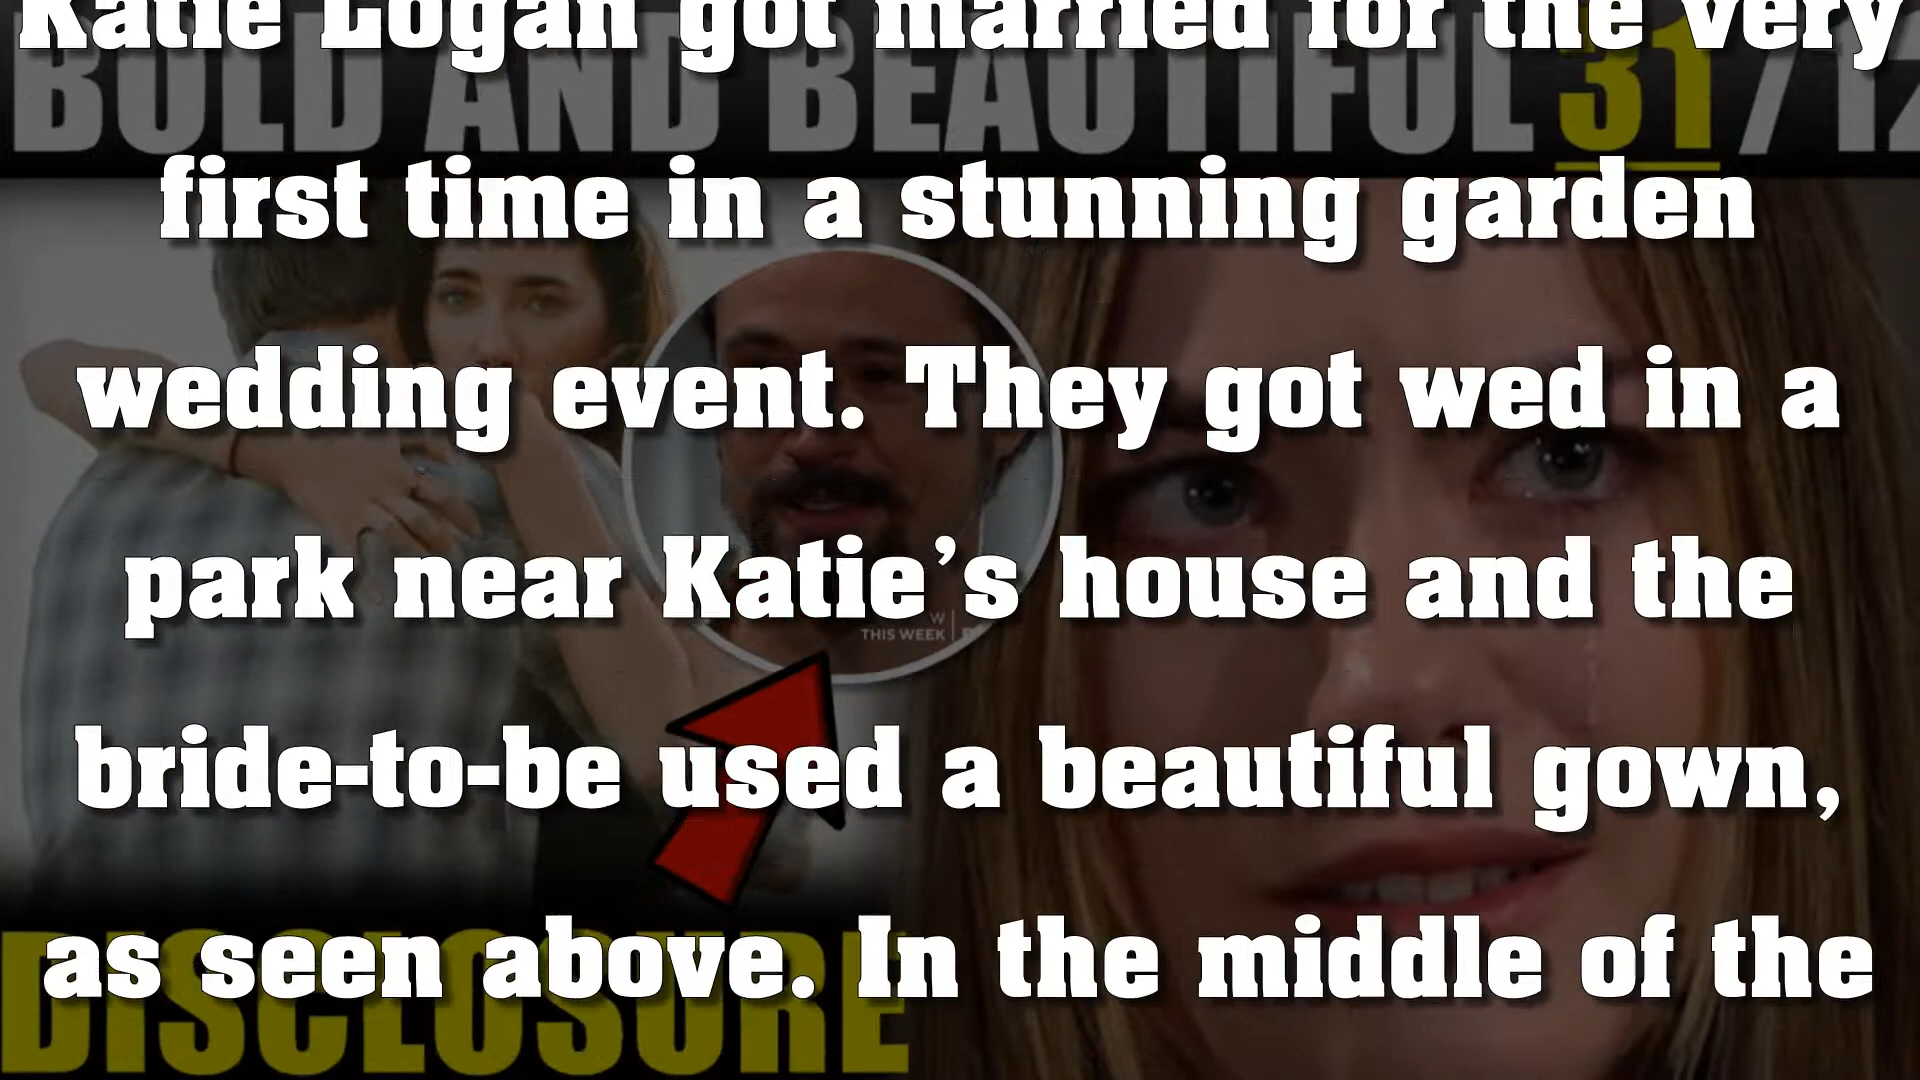 Katie Logan got married for the very
BOLD AND BEAUTIFUL 31/12
first time in a stunning garden
wedding event. They got wed in a
park near Katie’s house and the
THIS WEEK
bride-to-be used a beautiful gown,
as seen above. In the middle of the
DISCLOSURE